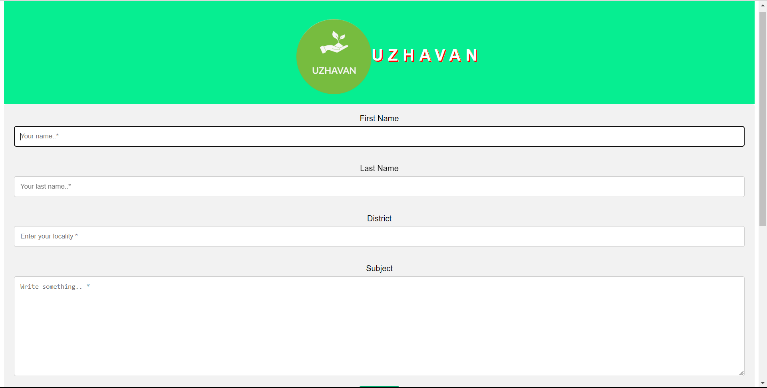 UZHAVAN
UZHAVAN
First Name
Your name..*
Last Name
Your last name..*
District
Enter your locality *
Subject
Write something.. *